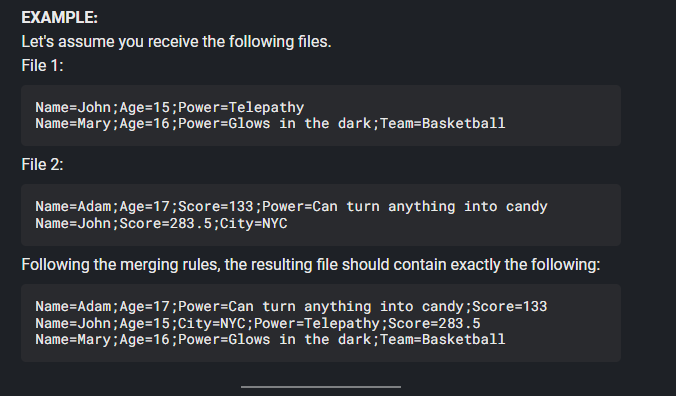 EXAMPLE:
Let's assume you receive the following files.
File 1:
Name=John;Age=15;Power=Telepathy
Name=Mary;Age=16;Power=Glows in the dark;Team=Basketball
File 2:
Name=Adam;Age=17;Score=133;Power=Can turn anything into candy
Name=John;Score=283.5;City=NYC
Following the merging rules, the resulting file should contain exactly the following:
Name=Adam;Age=17;Power=Can turn anything into candy;Score=133
Name=John;Age=15;City=NYC;Power=Telepathy;Score=283.5
Name=Mary;Age=16;Power=Glows in the dark;Team=Basketball